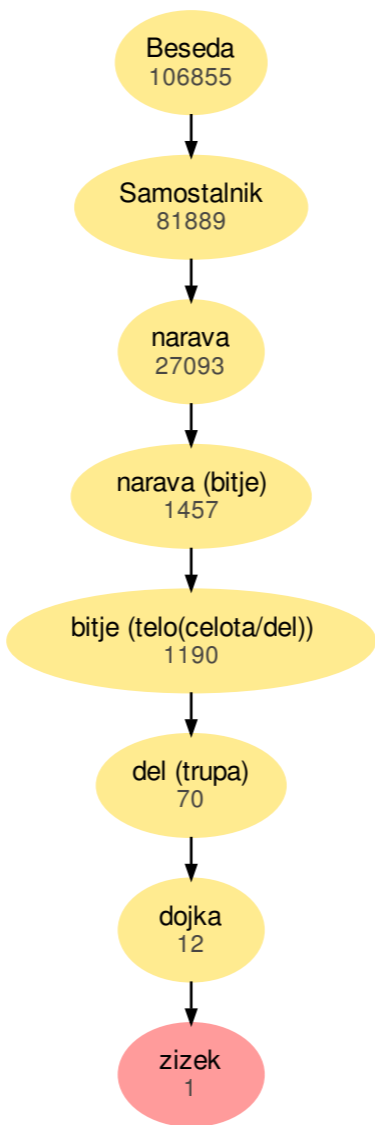 Beseda
106855
Samostalnik
81889
narava
27093
narava (bitje)
1457
bitje (telo(celota/del))
1190
del (trupa)
70
dojka
12
zizek
1